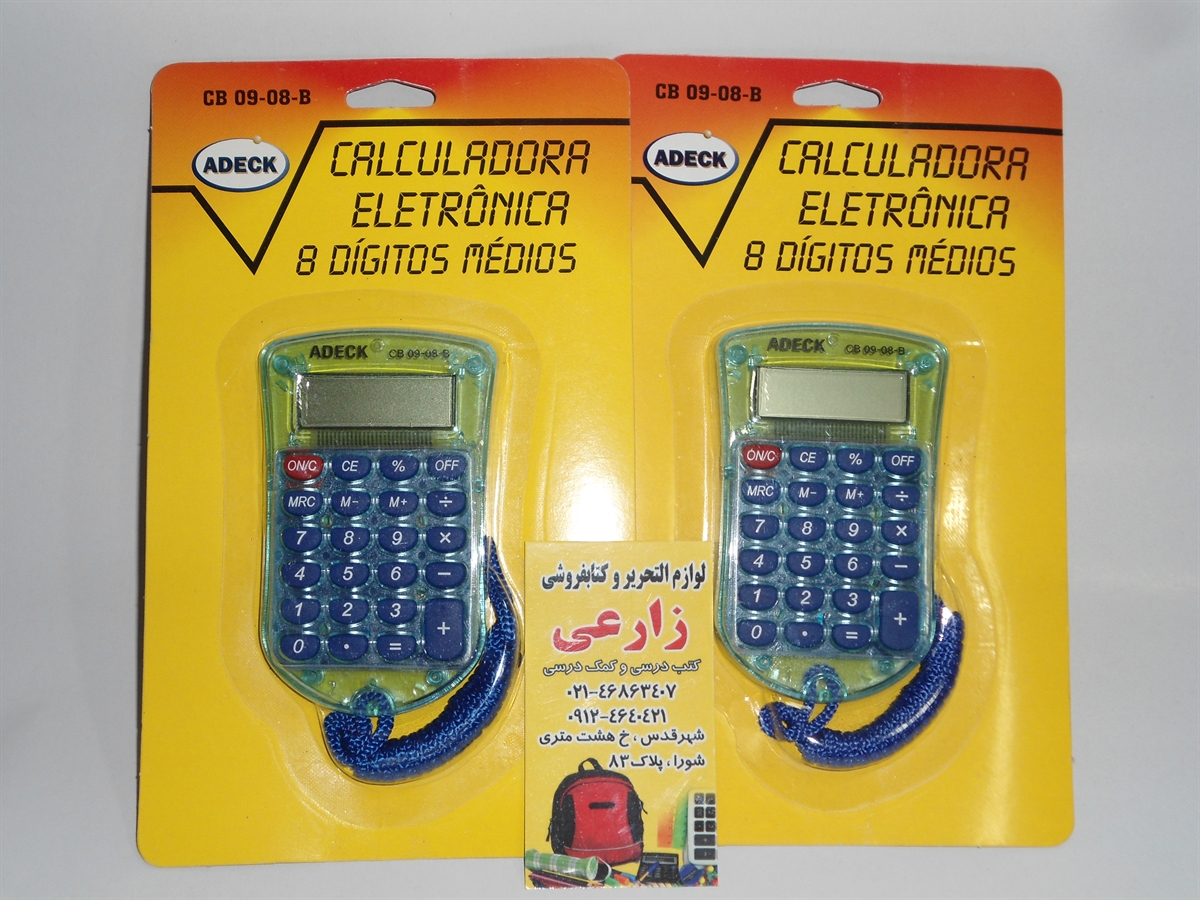 CB 09-08-B
ADECK
CALCULADORA
ELETRÔNICA
8 DÍGITOS MÉDIOS
ADECK CB 09-08-B
ON/C CE % OFF
MRC M- M+ ÷
7 8 9 ×
4 5 6 −
1 2 3 +
0 . =
CB 09-08-B
ADECK
CALCULADORA
ELETRÔNICA
8 DÍGITOS MÉDIOS
ADECK CB 09-08-B
ON/C CE % OFF
MRC M- M+ ÷
7 8 9 ×
4 5 6 −
1 2 3 +
0 . =
لوازم التحریر و کتابفروشی
زارعی
کتب درسی و کمک درسی
۰۲۱-۴۶۸۶۳۴۰۷
۰۹۱۲-۴۶۴۰۴۲۱
شهرقدس، خ هشت متری
شورا، پلاک ۸۳